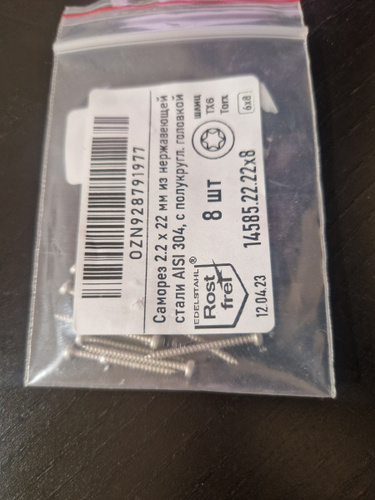 OZN928791977
Саморез 2.2 x 22 мм из нержавеющей
стали AISI 304, с полукругл. головкой
EDELSTAHL®
Rost
frei
8 шт
шлиц
TX6
Torx
6x8
12.04.23
14585.22.22x8